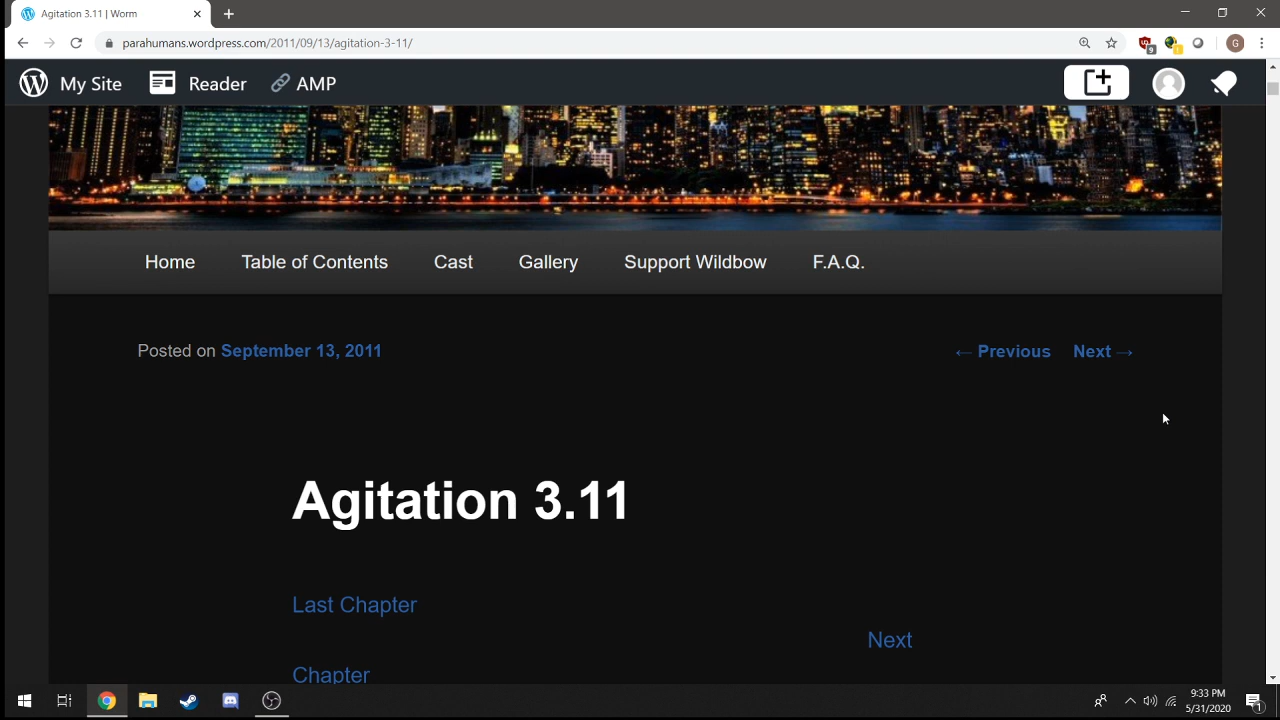 Agitation 3.11 | Worm
parahumans.wordpress.com/2011/09/13/agitation-3-11/
9
G
My Site Reader AMP
Home Table of Contents Cast Gallery Support Wildbow F.A.Q.
Posted on September 13, 2011 ← Previous Next →
Agitation 3.11
Last Chapter
Next
Chapter
9:33 PM
5/31/2020
1